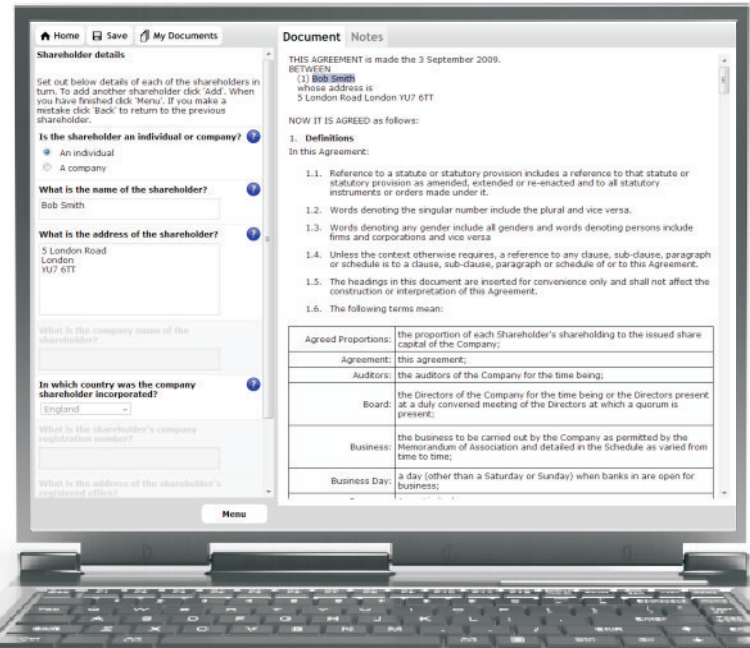 Home Save My Documents
Document Notes
Shareholder details
Set out below details of each of the shareholders in
turn. To add another shareholder click 'Add'. When
you have finished click 'Menu'. If you make a
mistake click 'Back' to return to the previous
shareholder.
Is the shareholder an individual or company? ?
An individual
A company
What is the name of the shareholder? ?
Bob Smith
What is the address of the shareholder? ?
5 London Road
London
YU7 6TT
What is the company name of the
shareholder?
In which country was the company
shareholder incorporated? ?
England
What is the shareholder's company
registration number?
What is the address of the shareholder's
registered office?
Menu
THIS AGREEMENT is made the 3 September 2009.
BETWEEN
(1) Bob Smith
whose address is
5 London Road London YU7 6TT
NOW IT IS AGREED as follows:
1. Definitions
In this Agreement:
1.1. Reference to a statute or statutory provision includes a reference to that statute or
statutory provision as amended, extended or re-enacted and to all statutory
instruments or orders made under it.
1.2. Words denoting the singular number include the plural and vice versa.
1.3. Words denoting any gender include all genders and words denoting persons include
firms and corporations and vice versa
1.4. Unless the context otherwise requires, a reference to any clause, sub-clause, paragraph
or schedule is to a clause, sub-clause, paragraph or schedule of or to this Agreement.
1.5. The headings in this document are inserted for convenience only and shall not affect the
construction or interpretation of this Agreement.
1.6. The following terms mean:
Agreed Proportions: the proportion of each Shareholder's shareholding to the issued share
capital of the Company;
Agreement: this agreement;
Auditors: the auditors of the Company for the time being;
Board: the Directors of the Company for the time being or the Directors present
at a duly convened meeting of the Directors at which a quorum is
present;
Business: the business to be carried out by the Company as permitted by the
Memorandum of Association and detailed in the Schedule as varied from
time to time;
Business Day: a day (other than a Saturday or Sunday) when banks in are open for
business;